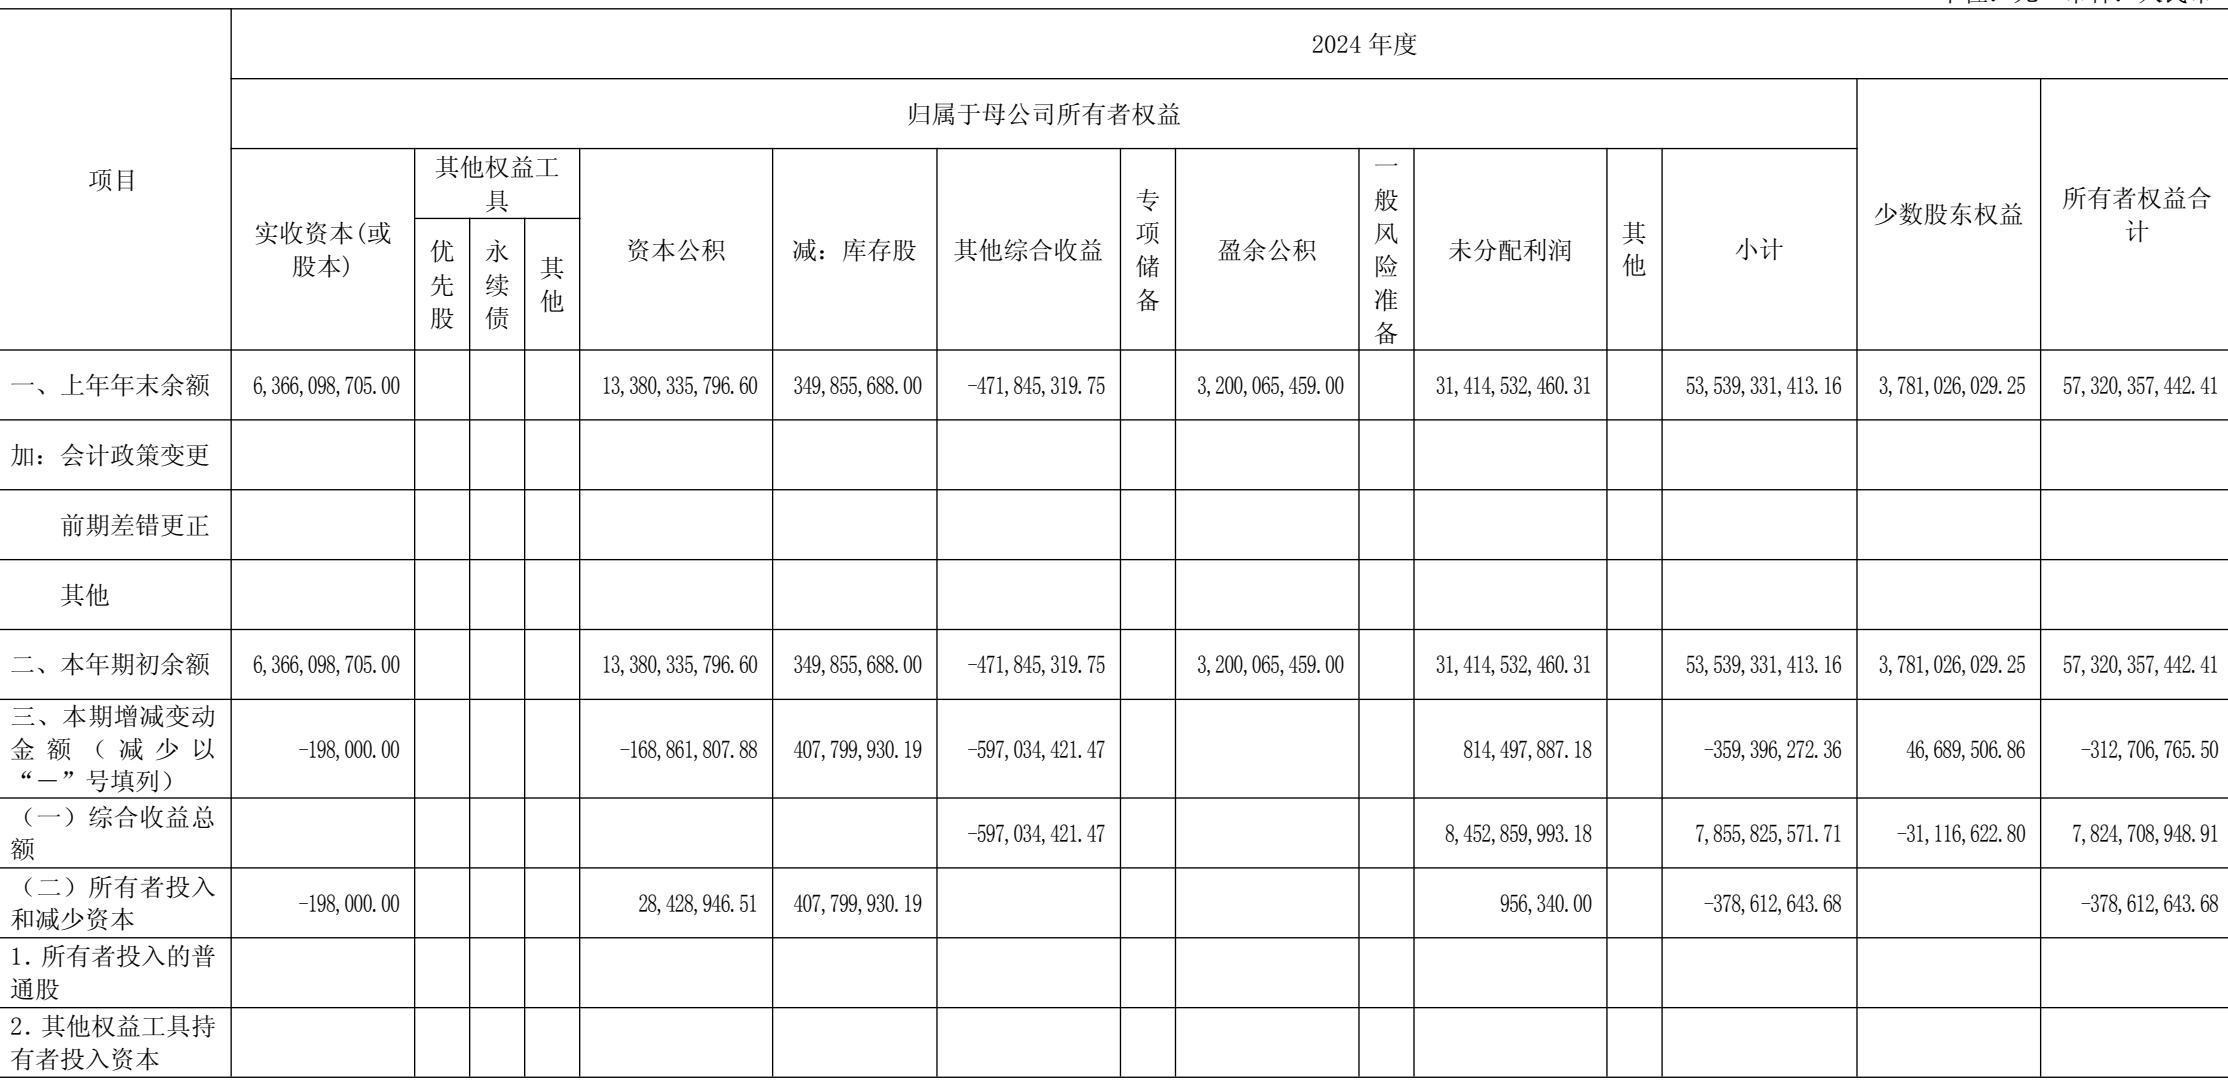 2024 年度
归属于母公司所有者权益
项目
实收资本(或
股本)
其他权益工
具
优先股
永续债
其他
资本公积
减：库存股
其他综合收益
专项储备
盈余公积
一般风险准备
未分配利润
其他
小计
少数股东权益
所有者权益合
计
一、上年年末余额 6,366,098,705.00 13,380,335,796.60 349,855,688.00 -471,845,319.75 3,200,065,459.00 31,414,532,460.31 53,539,331,413.16 3,781,026,029.25 57,320,357,442.41
加：会计政策变更
前期差错更正
其他
二、本年期初余额 6,366,098,705.00 13,380,335,796.60 349,855,688.00 -471,845,319.75 3,200,065,459.00 31,414,532,460.31 53,539,331,413.16 3,781,026,029.25 57,320,357,442.41
三、本期增减变动
金额（减少以
“－”号填列）
-198,000.00 -168,861,807.88 407,799,930.19 -597,034,421.47 814,497,887.18 -359,396,272.36 46,689,506.86 -312,706,765.50
（一）综合收益总
额
-597,034,421.47 8,452,859,993.18 7,855,825,571.71 -31,116,622.80 7,824,708,948.91
（二）所有者投入
和减少资本
-198,000.00 28,428,946.51 407,799,930.19 956,340.00 -378,612,643.68 -378,612,643.68
1.所有者投入的普
通股
2.其他权益工具持
有者投入资本